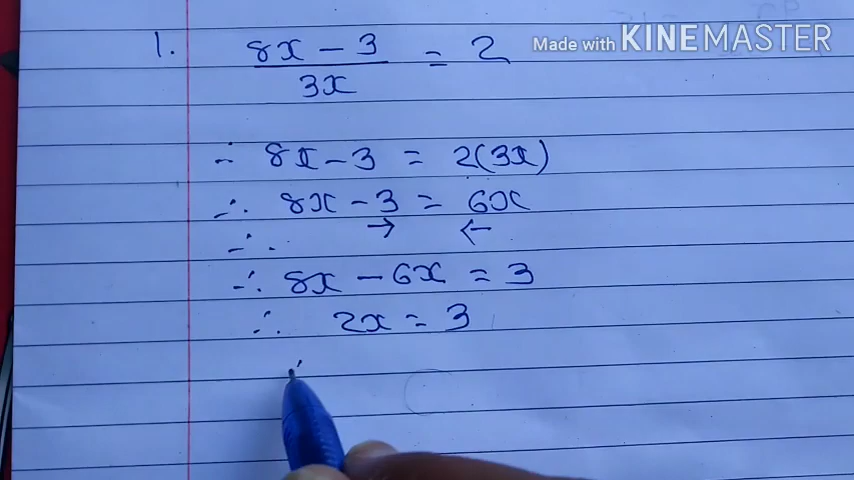 Made with KINEMASTER
1. (8x - 3)/3x = 2
∴ 8x - 3 = 2(3x)
∴ 8x - 3 = 6x
∴ → ←
∴ 8x - 6x = 3
∴ 2x = 3